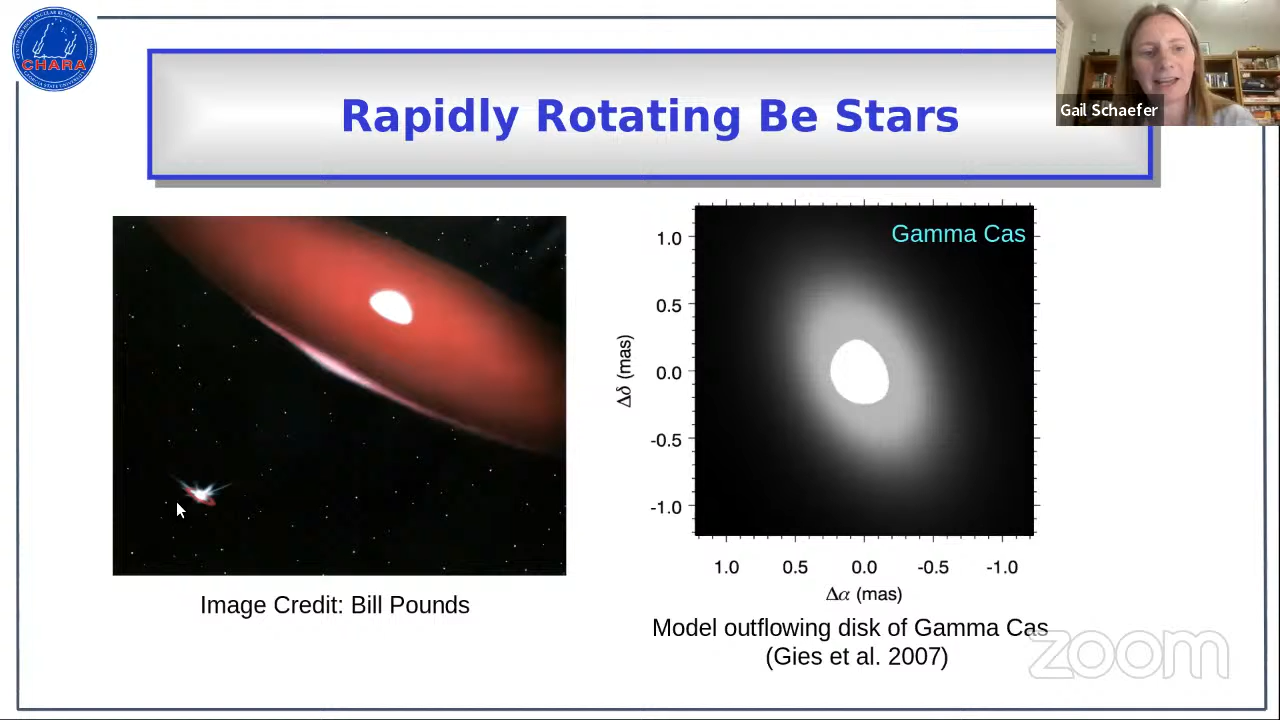 CHARA
Rapidly Rotating Be Stars
Gail Schaefer
Gamma Cas
1.0
0.5
0.0
-0.5
-1.0
Δδ (mas)
1.0 0.5 0.0 -0.5 -1.0
Δα (mas)
Image Credit: Bill Pounds
Model outflowing disk of Gamma Cas
(Gies et al. 2007)
zoom